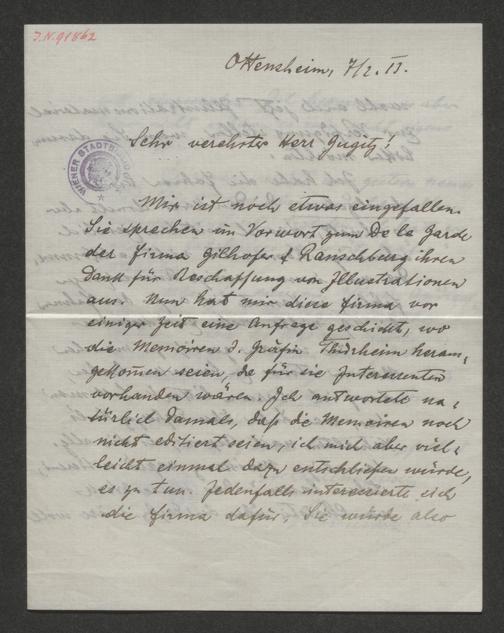 J.N.91862
Ottensheim, 7/2. 11.
WIENER STADTBIBL
Sehr verehrter Herr Gugitz!
Mir ist noch etwas eingefallen.
Sie sprechen im Vorwort zum De la Garde
der Firma Gilhofer & Ranschburg ihren
Dank für Beschaffung von Illustrationen
aus. Nun hat mir diese Firma vor
einiger Zeit eine Anfrage geschickt, wo
die Memoiren d. Gräfin Thürheim heraus,
gekommen seien, da für sie Interessenten
vorhanden wären. Ich antwortete na,
türlich damals, daß die Memoiren noch
nicht editiert seien, ich mich aber viel,
leicht einmal dazu entschließen würde,
es zu tun. Jedenfalls interessierte sich
die Firma dafür. Sie würde also